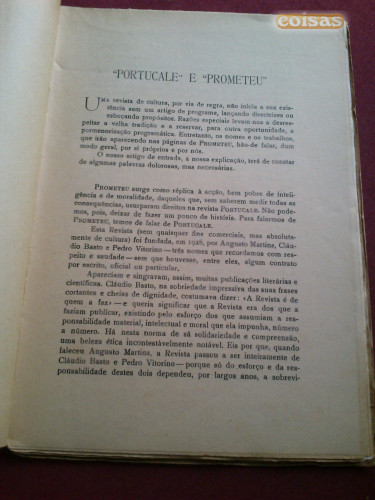 coisas
"PORTUCALE" E "PROMETEU"
UMA revista de cultura, por via de regra, não inicia a sua exis-
tência sem um artigo de programa, lançando directrizes ou
esboçando propósitos. Razões especiais levam-nos a desres-
peitar a velha tradição e a reservar, para outra oportunidade, a
pormenorização programática. Entretanto, os nomes e os trabalhos,
que irão aparecendo nas páginas de PROMETEU, hão-de falar, dum
modo geral, por si próprios e por nós.
O nosso artigo de entrada, a nossa explicação, terá de constar
de algumas palavras dolorosas, mas necessárias.
PROMETEU surge como réplica à acção, bem pobre de inteli-
gência e de moralidade, daqueles que, sem saberem medir todas as
consequências, usurparam direitos na revista PORTUCALE. Não pode-
mos, pois, deixar de fazer um pouco de história. Para falarmos de
PROMETEU, temos de falar de PORTUCALE.
Esta Revista (sem quaisquer fins comerciais, mas absoluta-
mente de cultura) foi fundada, em 1928, por Augusto Martins, Cláu-
dio Basto e Pedro Vitorino—três nomes que recordamos com res-
peito e saudade—sem que houvesse, entre eles, algum contrato
por escrito, oficial ou particular.
Apareciam e singravam, assim, muitas publicações literárias e
científicas. Cláudio Basto, na sobriedade impressiva das suas frases
cortantes e cheias de dignidade, costumava dizer: «A Revista é de
quem a faz»—e queria significar que a Revista era dos que a
faziam publicar, existindo pelo esforço dos que assumiam a res-
ponsabilidade material, intelectual e moral que ela impunha, número
a número. Há nesta norma de sã solidariedade e compreensão,
uma beleza ética incontestàvelmente notável. Eis por que, quando
faleceu Augusto Martins, a Revista passou a ser inteiramente de
Cláudio Basto e Pedro Vitorino—porque só do esforço e da res-
ponsabilidade destes dois dependeu, por largos anos, a sobrevi-